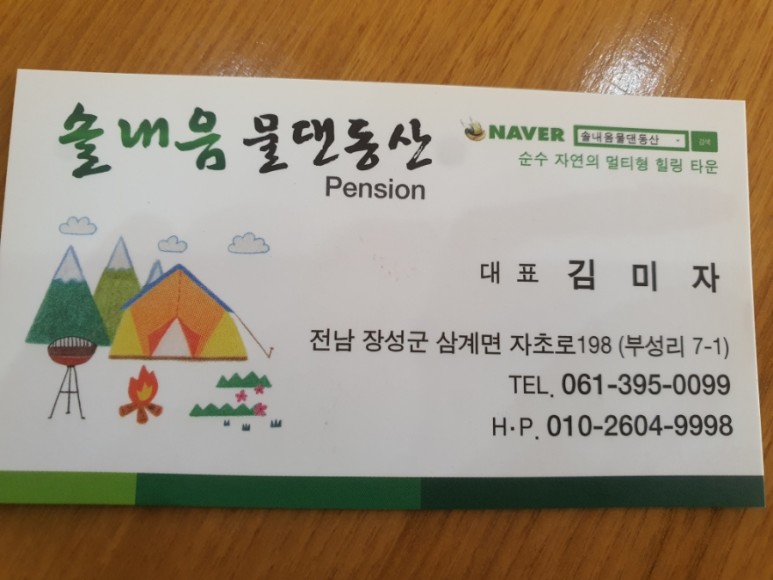 솔내음 물댄동산
Pension
NAVER 솔내음물댄동산 검색
순수 자연의 멀티형 힐링 타운
대표 김미자
전남 장성군 삼계면 자초로198 (부성리 7-1)
TEL. 061-395-0099
H·P. 010-2604-9998